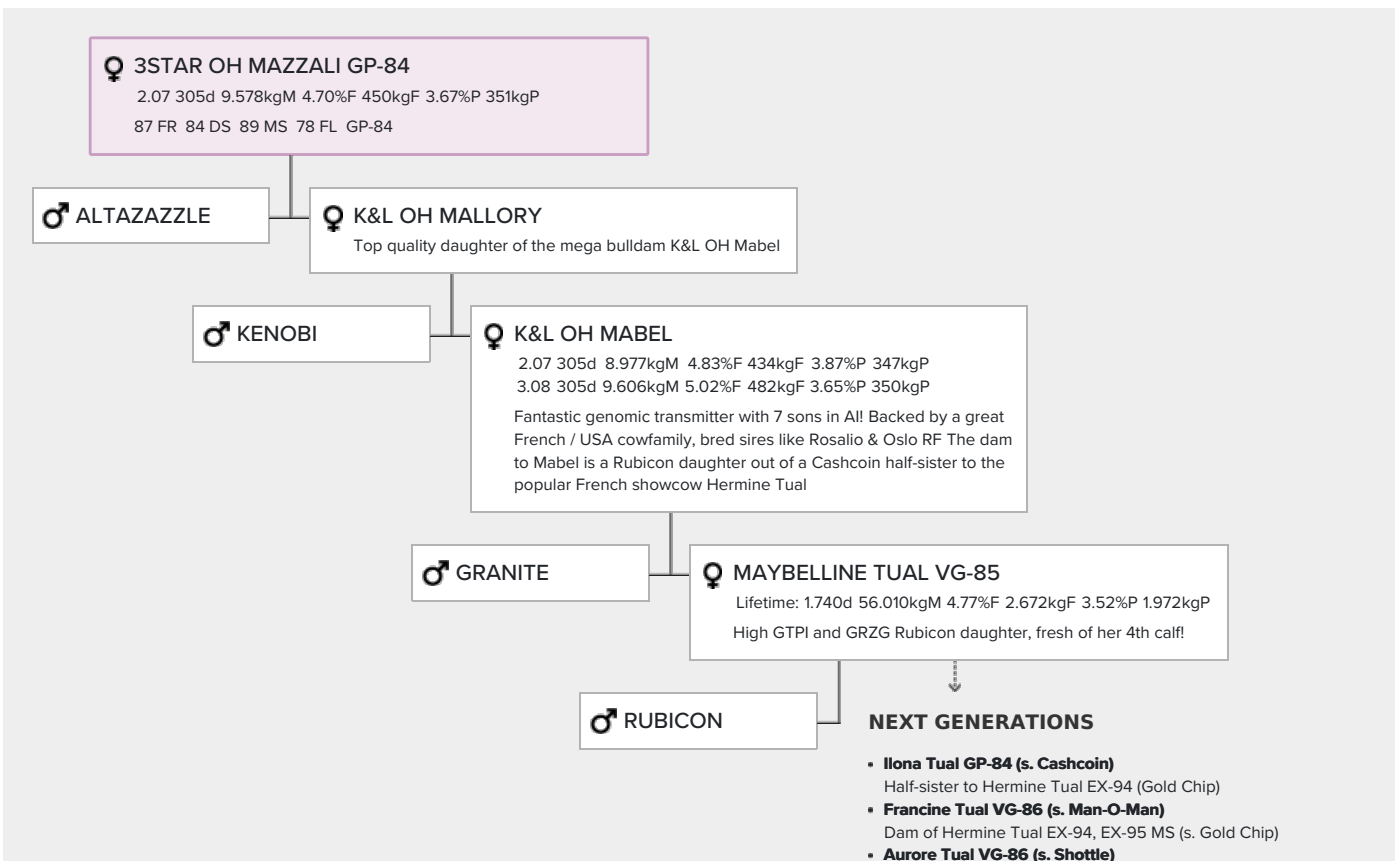 3STAR OH MAZZALI GP-84
2.07 305d 9.578kgM 4.70%F 450kgF 3.67%P 351kgP
87 FR 84 DS 89 MS 78 FL GP-84
ALTAZAZZLE
K&L OH MALLORY
Top quality daughter of the mega bulldam K&L OH Mabel
KENOBI
K&L OH MABEL
2.07 305d 8.977kgM 4.83%F 434kgF 3.87%P 347kgP
3.08 305d 9.606kgM 5.02%F 482kgF 3.65%P 350kgP
Fantastic genomic transmitter with 7 sons in AI! Backed by a great
French / USA cowfamily, bred sires like Rosalio & Oslo RF The dam
to Mabel is a Rubicon daughter out of a Cashcoin half-sister to the
popular French showcow Hermine Tual
GRANITE
MAYBELLINE TUAL VG-85
Lifetime: 1.740d 56.010kgM 4.77%F 2.672kgF 3.52%P 1.972kgP
High GTPI and GRZG Rubicon daughter, fresh of her 4th calf!
RUBICON
NEXT GENERATIONS
• Ilona Tual GP-84 (s. Cashcoin)
Half-sister to Hermine Tual EX-94 (Gold Chip)
• Francine Tual VG-86 (s. Man-O-Man)
Dam of Hermine Tual EX-94, EX-95 MS (s. Gold Chip)
• Aurore Tual VG-86 (s. Shottle)